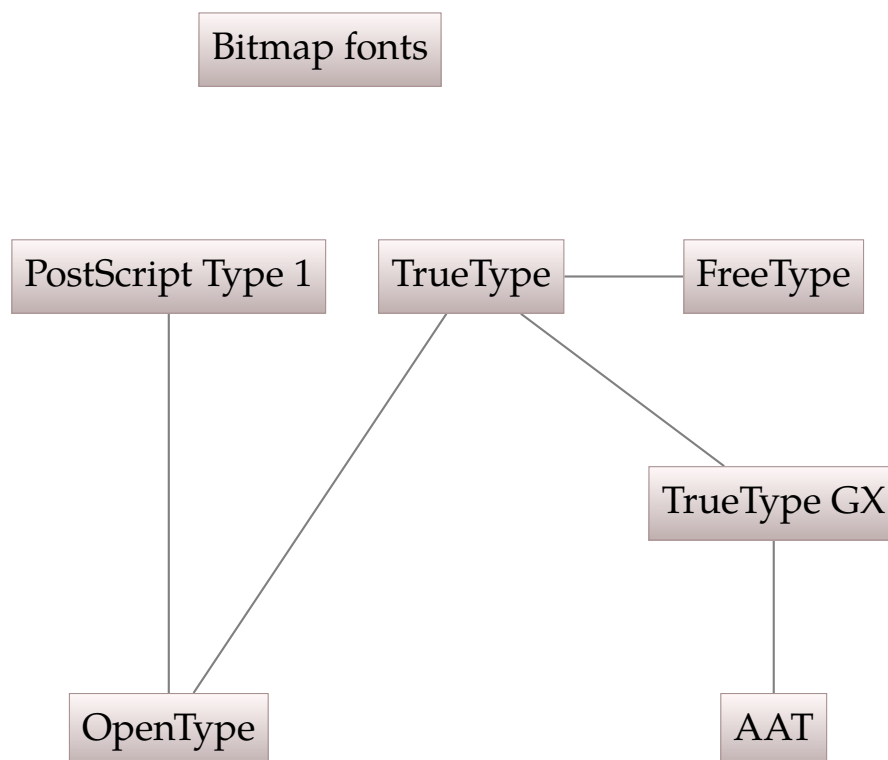 Bitmap fonts
PostScript Type 1
TrueType
FreeType
TrueType GX
OpenType
AAT